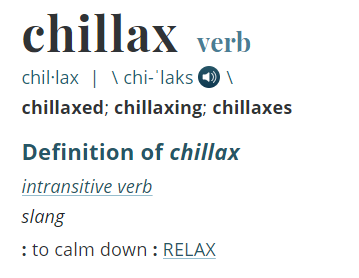 chillax verb
chil·lax | \ chi-ˈlaks \
chillaxed; chillaxing; chillaxes
Definition of chillax
intransitive verb
slang
: to calm down : RELAX